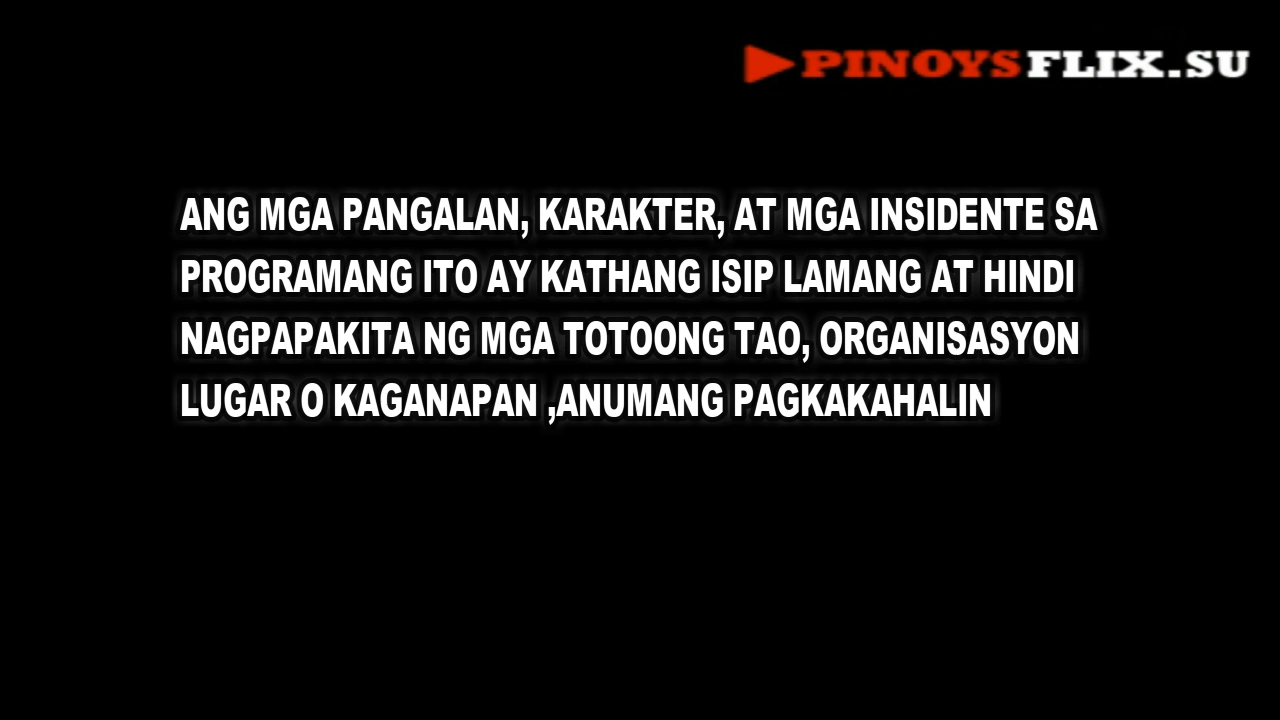 PINOYSFLIX.SU
ANG MGA PANGALAN, KARAKTER, AT MGA INSIDENTE SA
PROGRAMANG ITO AY KATHANG ISIP LAMANG AT HINDI
NAGPAPAKITA NG MGA TOTOONG TAO, ORGANISASYON
LUGAR O KAGANAPAN ,ANUMANG PAGKAKAHALIN